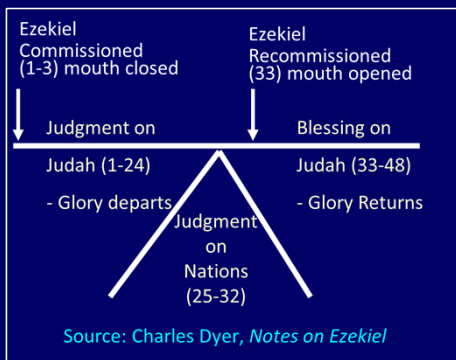 Ezekiel
Commissioned
(1-3) mouth closed
Ezekiel
Recommissioned
(33) mouth opened
Judgment on
Judah (1-24)
- Glory departs
Blessing on
Judah (33-48)
- Glory Returns
Judgment
on
Nations
(25-32)
Source: Charles Dyer, Notes on Ezekiel